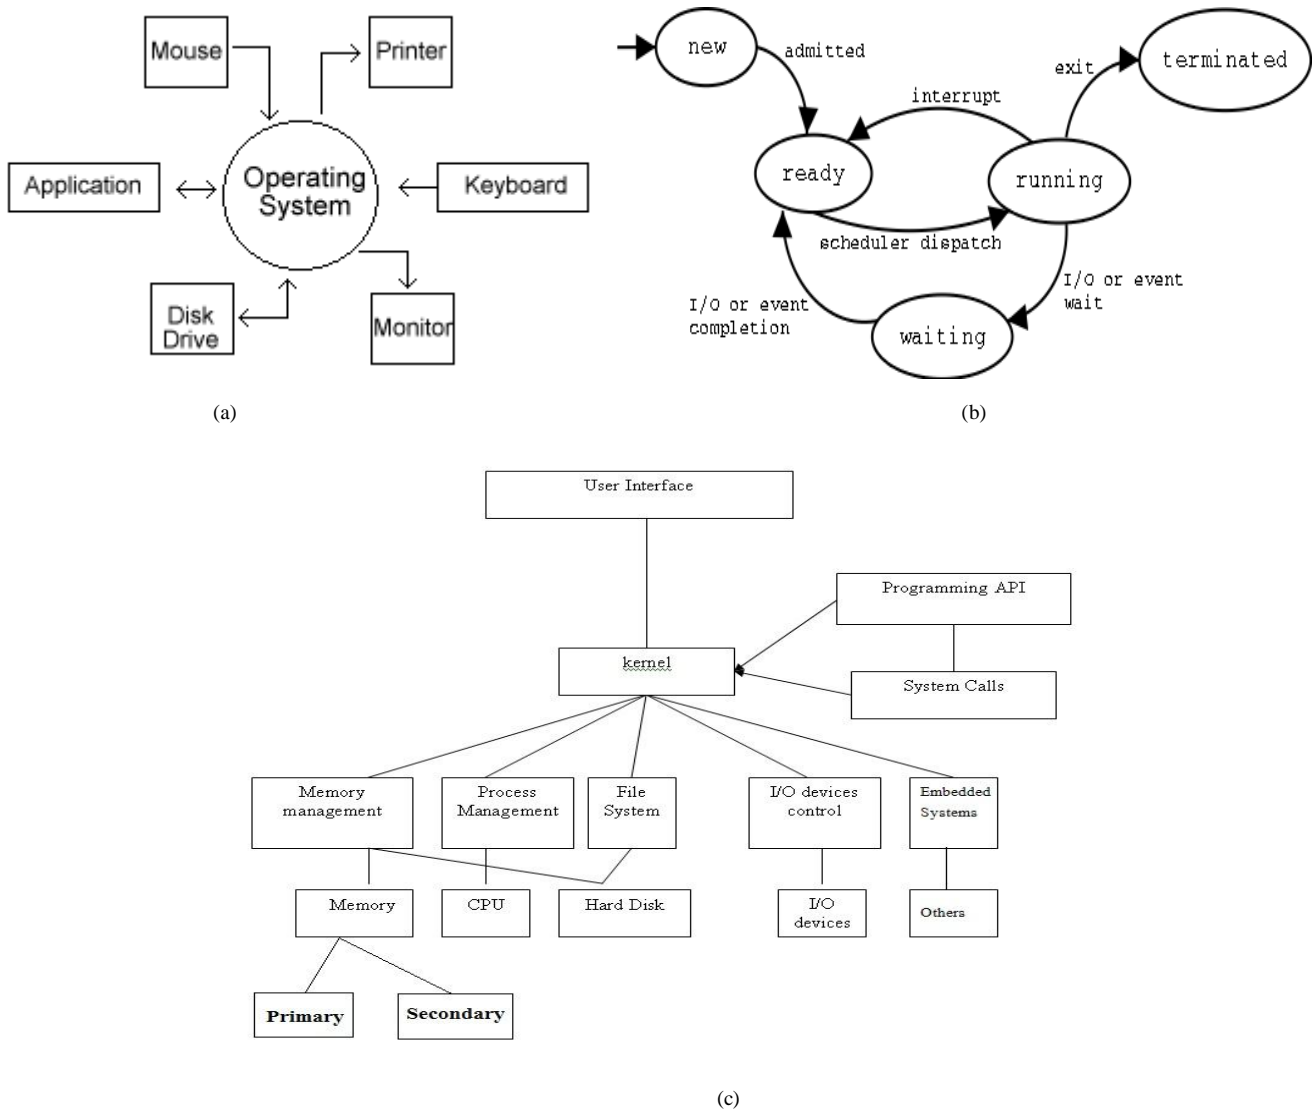 Mouse
Printer
Application
Operating
System
Keyboard
Disk
Drive
Monitor
(a)
new
admitted
terminated
exit
interrupt
ready
running
scheduler dispatch
I/O or event
completion
I/O or event
wait
waiting
(b)
User Interface
Programming API
kernel
System Calls
Memory
management
Process
Management
File
System
I/O devices
control
Embedded
Systems
Memory
CPU
Hard Disk
I/O
devices
Others
Primary
Secondary
(c)